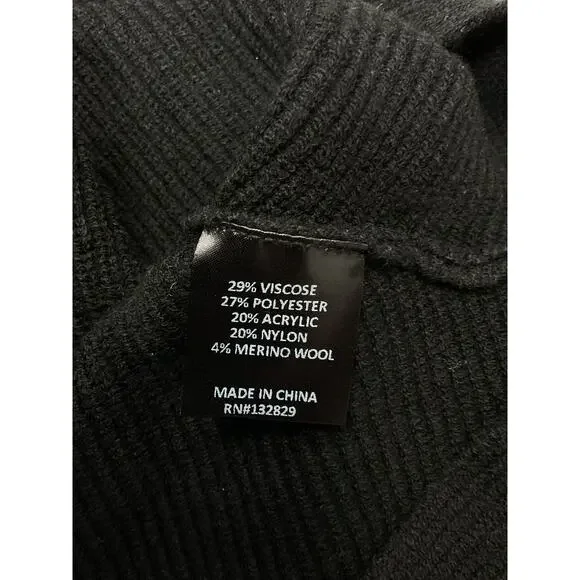 29% VISCOSE
27% POLYESTER
20% ACRYLIC
20% NYLON
4% MERINO WOOL
MADE IN CHINA
RN#132829